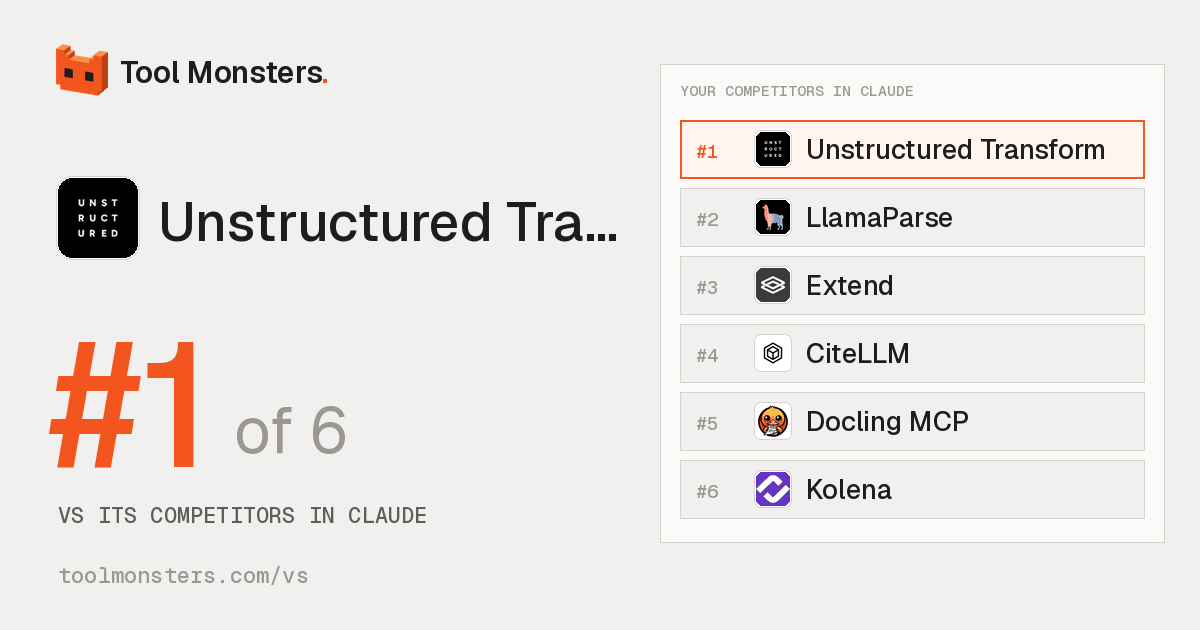 Tool Monsters.
UNST
RUCT
URED
Unstructured Tra...
#1 of 6
VS ITS COMPETITORS IN CLAUDE
toolmonsters.com/vs
YOUR COMPETITORS IN CLAUDE
#1 UNST RUCT URED Unstructured Transform
#2 LlamaParse
#3 Extend
#4 CiteLLM
#5 Docling MCP
#6 Kolena